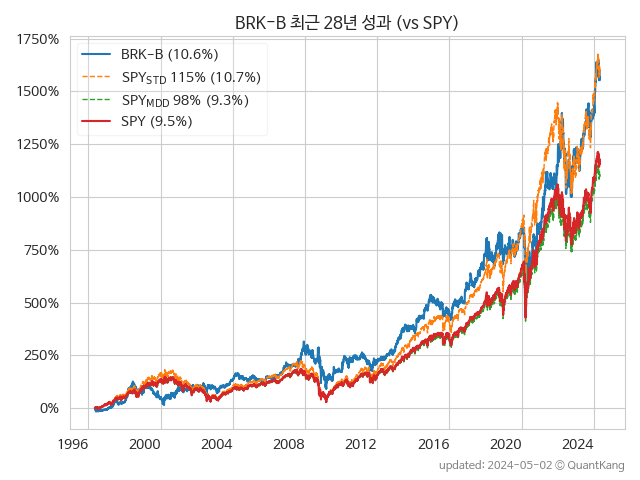 BRK-B 최근 28년 성과 (vs SPY)
1750%
1500%
1250%
1000%
750%
500%
250%
0%
BRK-B (10.6%)
SPY_STD 115% (10.7%)
SPY_MDD 98% (9.3%)
SPY (9.5%)
1996 2000 2004 2008 2012 2016 2020 2024
updated: 2024-05-02 © QuantKang